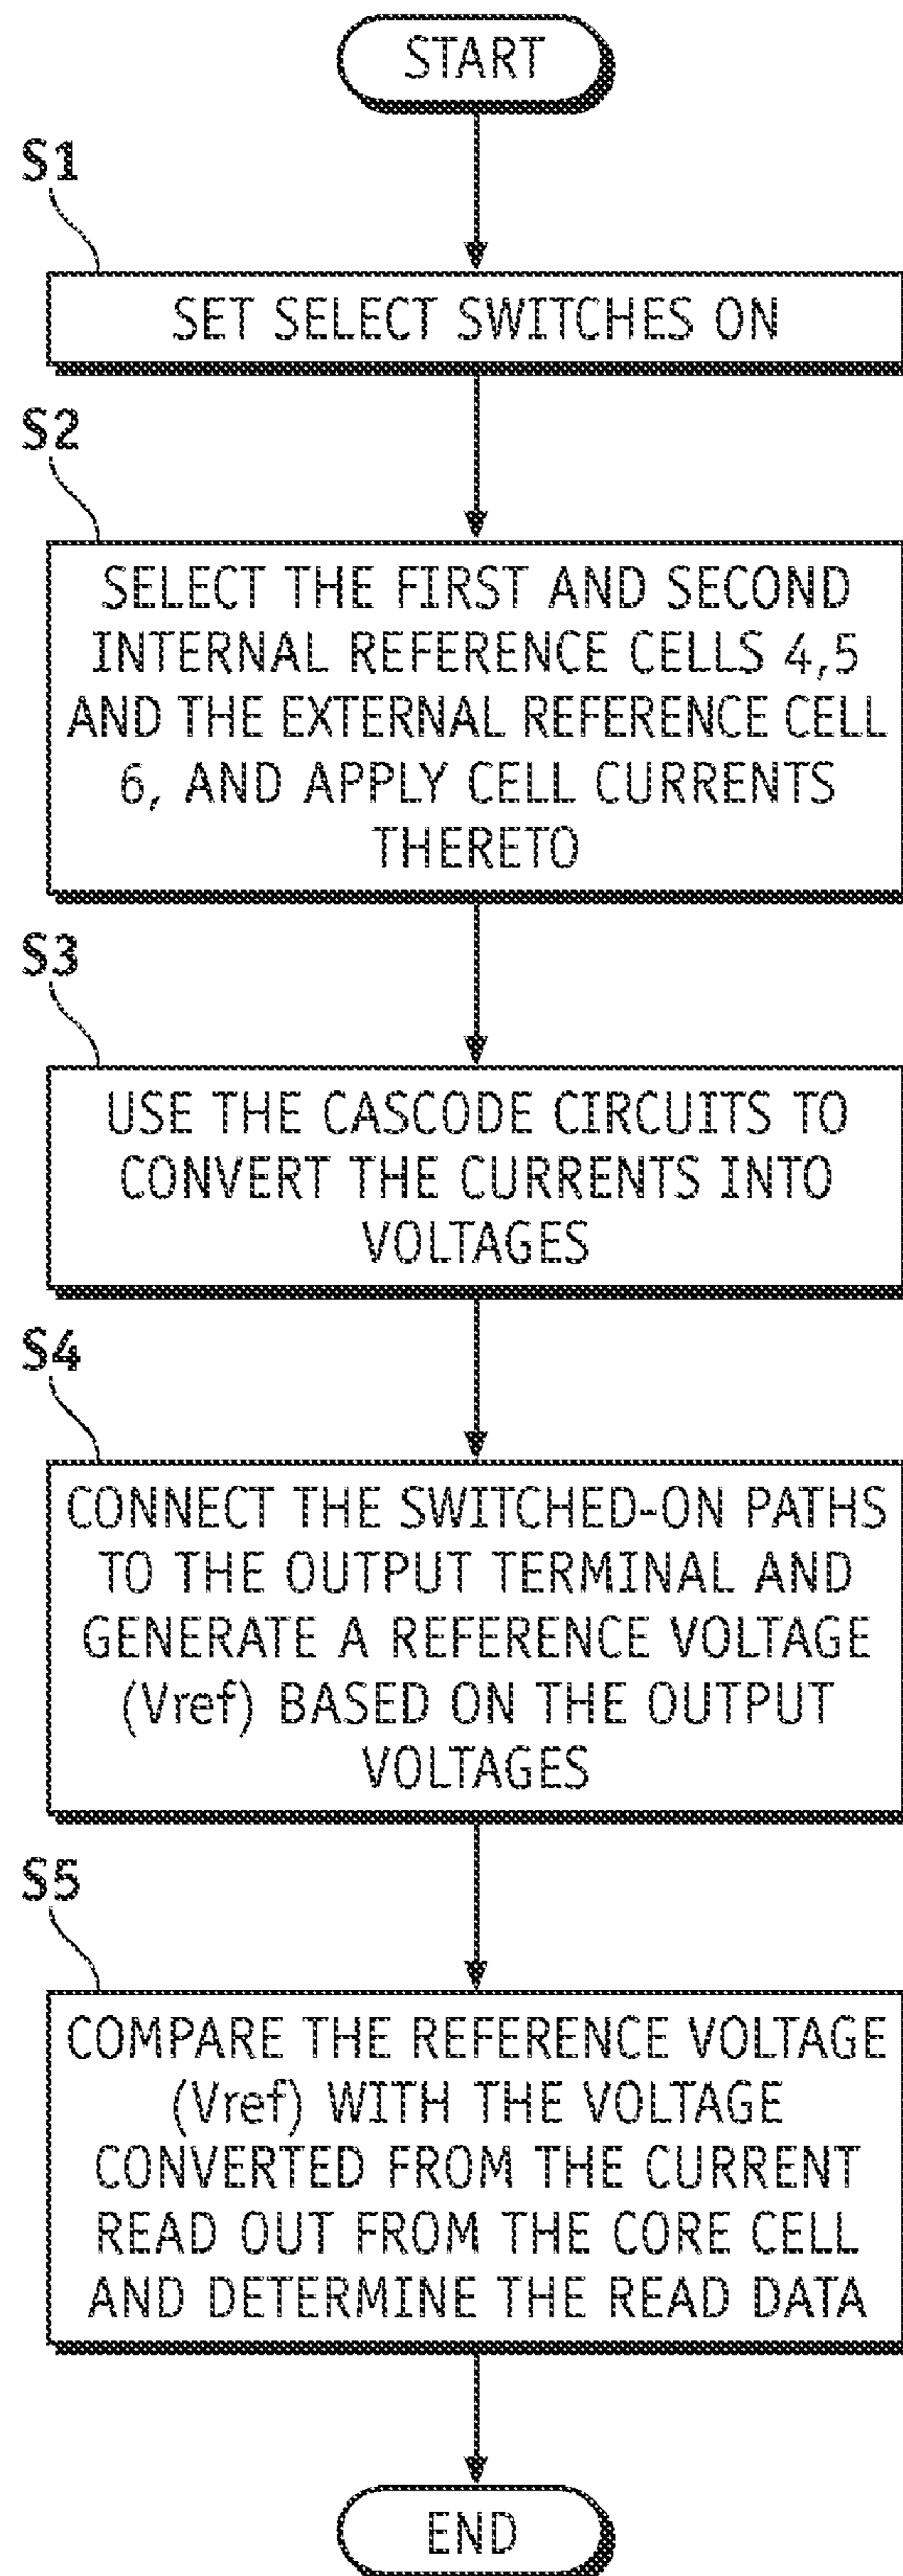 START
S1
SET SELECT SWITCHES ON
S2
SELECT THE FIRST AND SECOND
INTERNAL REFERENCE CELLS 4,5
AND THE EXTERNAL REFERENCE CELL
6, AND APPLY CELL CURRENTS
THERETO
S3
USE THE CASCODE CIRCUITS TO
CONVERT THE CURRENTS INTO
VOLTAGES
S4
CONNECT THE SWITCHED-ON PATHS
TO THE OUTPUT TERMINAL AND
GENERATE A REFERENCE VOLTAGE
(Vref) BASED ON THE OUTPUT
VOLTAGES
S5
COMPARE THE REFERENCE VOLTAGE
(Vref) WITH THE VOLTAGE
CONVERTED FROM THE CURRENT
READ OUT FROM THE CORE CELL
AND DETERMINE THE READ DATA
END